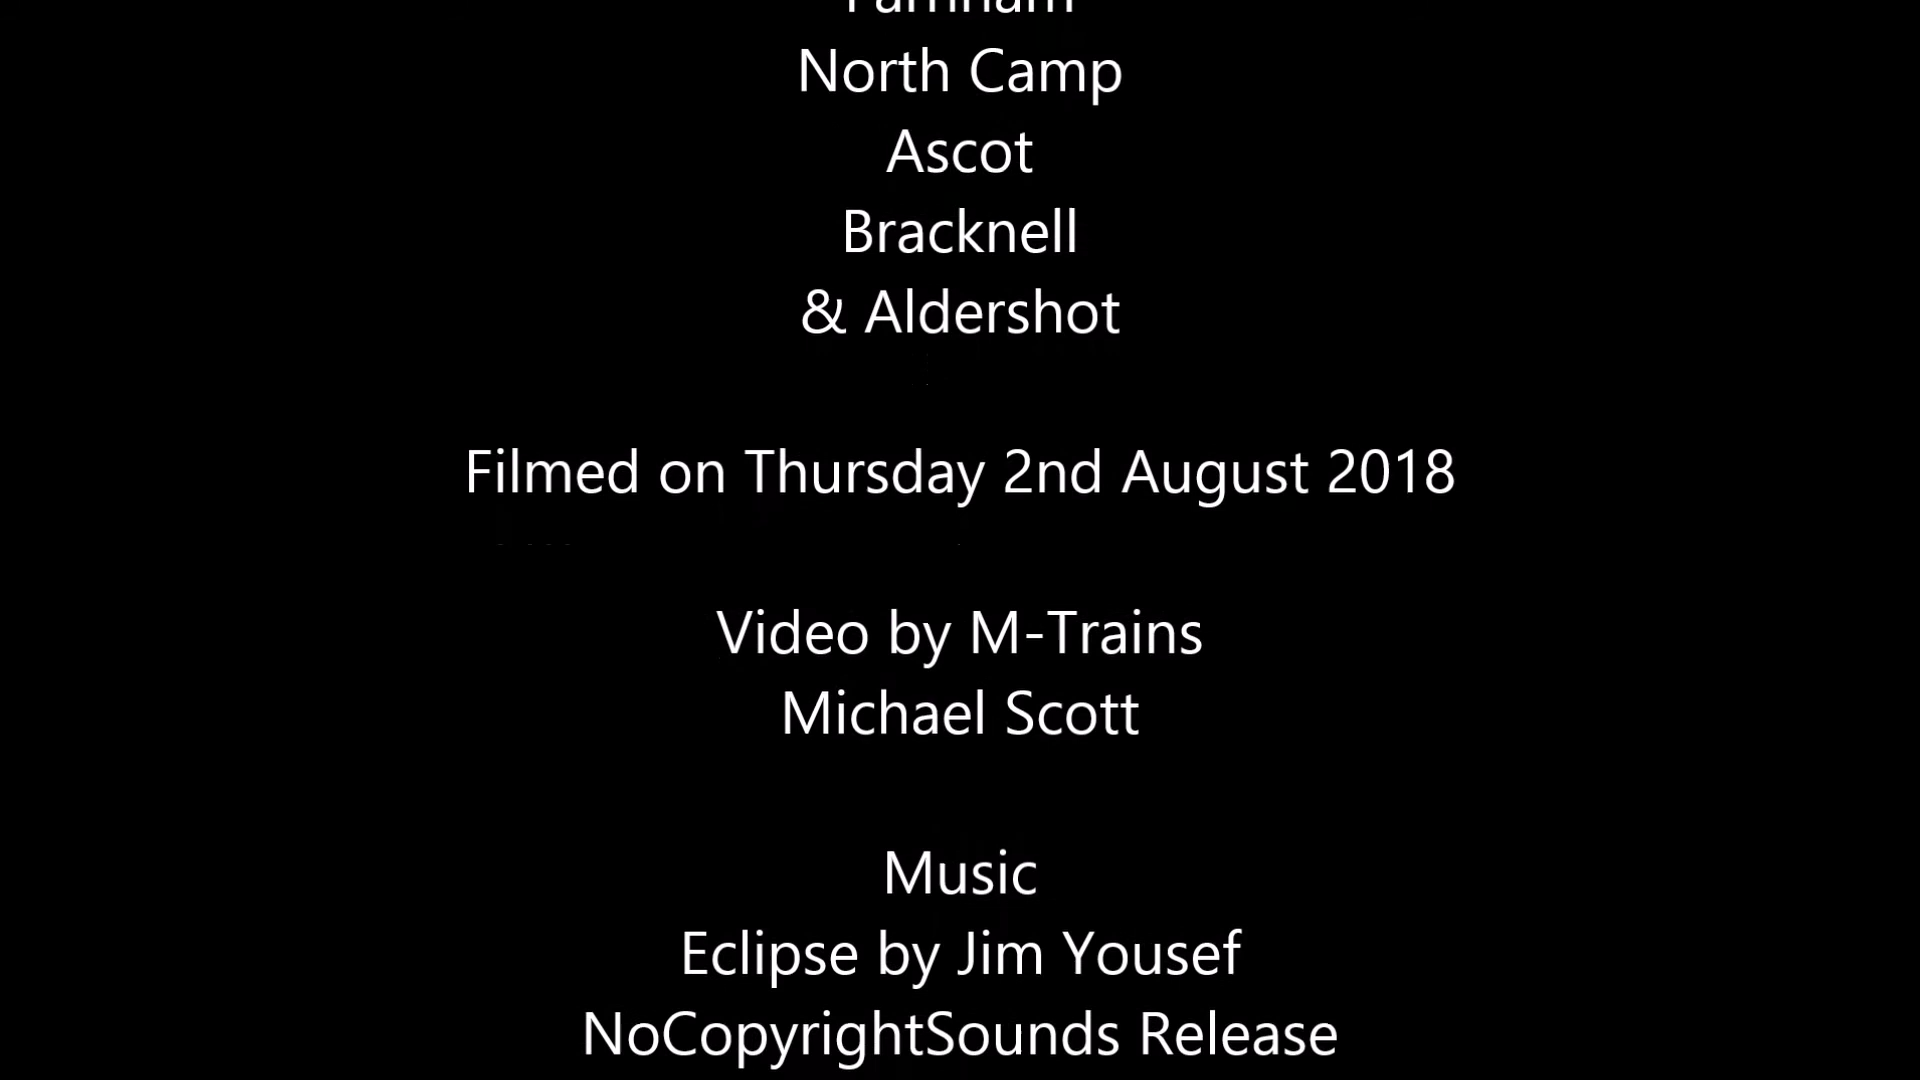 Farnham
North Camp
Ascot
Bracknell
& Aldershot
Filmed on Thursday 2nd August 2018
Video by M-Trains
Michael Scott
Music
Eclipse by Jim Yousef
NoCopyrightSounds Release